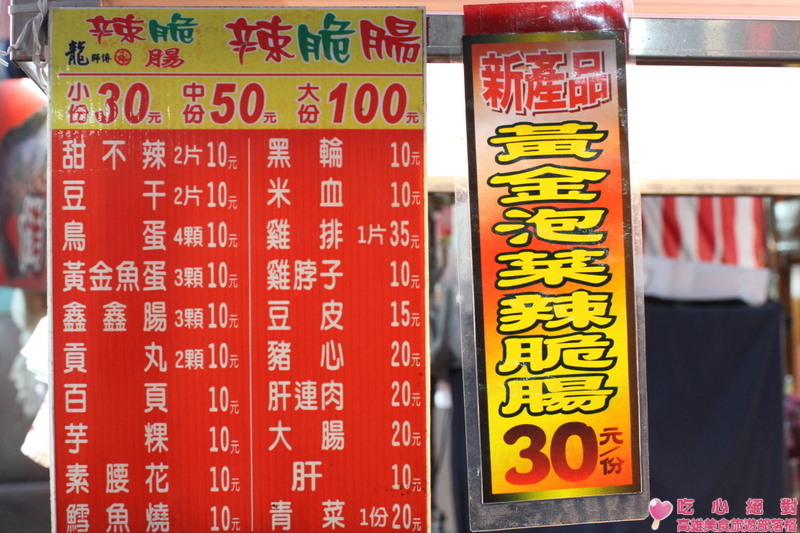 辣脆腸
龍師傅
辣脆腸
小份30元 中份50元 大份100元
甜不辣 2片10元
豆干 2片10元
鳥蛋 4顆10元
黃金魚蛋 3顆10元
鑫鑫腸 3顆10元
貢丸 2顆10元
百頁 10元
芋粿 10元
素腰花 10元
鱈魚燒 10元
黑輪 10元
米血 10元
雞排 1片35元
雞脖子 10元
豆皮 15元
豬心 20元
肝連肉 20元
大腸 20元
肝 10元
青菜 1份20元
新產品
黃金泡菜辣脆腸
30元/份
吃心絕對
高雄美食旅遊部落格